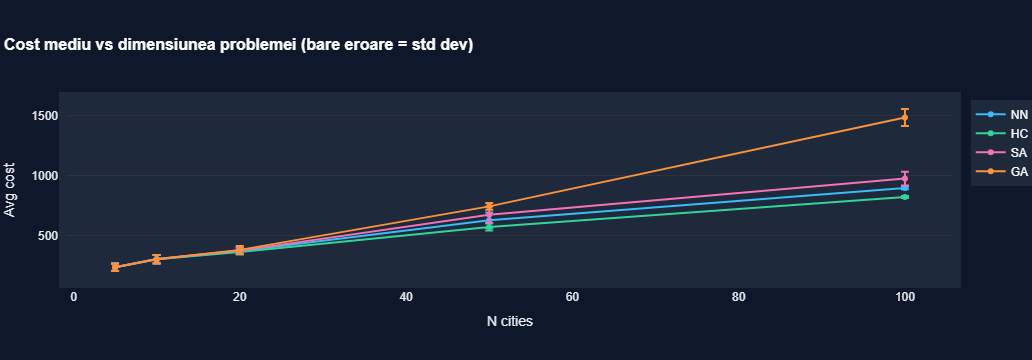 Cost mediu vs dimensiunea problemei (bare eroare = std dev)
1500
1000
500
Avg cost
0 20 40 60 80 100
N cities
NN
HC
SA
GA